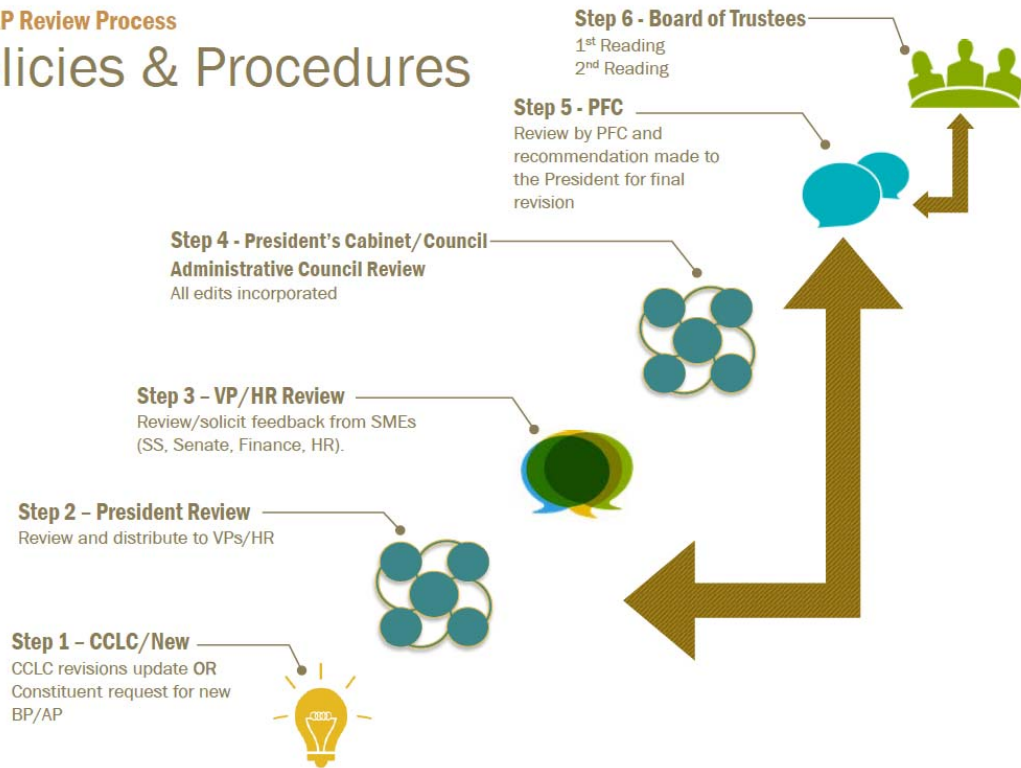 P Review Process
licies & Procedures
Step 6 - Board of Trustees
1st Reading
2nd Reading
Step 5 - PFC
Review by PFC and
recommendation made to
the President for final
revision
Step 4 - President's Cabinet/Council
Administrative Council Review
All edits incorporated
Step 3 – VP/HR Review
Review/solicit feedback from SMEs
(SS, Senate, Finance, HR).
Step 2 – President Review
Review and distribute to VPs/HR
Step 1 – CCLC/New
CCLC revisions update OR
Constituent request for new
BP/AP